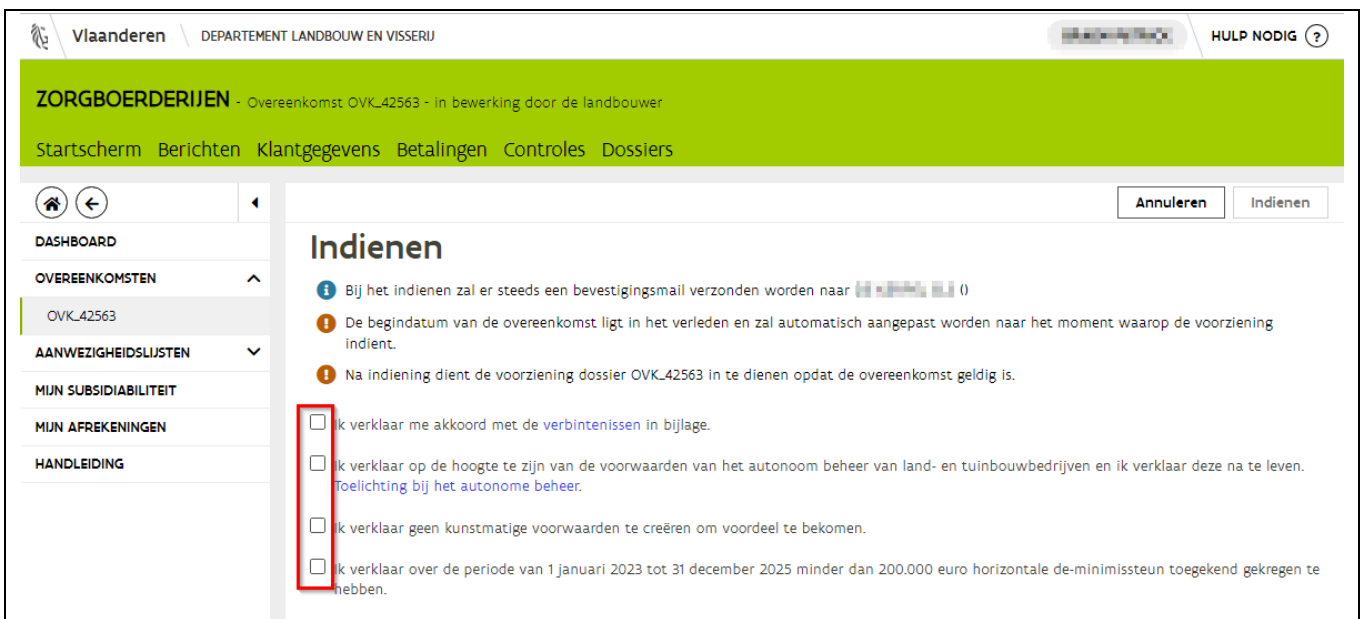 Vlaanderen
DEPARTEMENT LANDBOUW EN VISSERIJ
HULP NODIG ?
ZORGBOERDERIJEN - Overeenkomst OVK_42563 - in bewerking door de landbouwer
Startscherm Berichten Klantgegevens Betalingen Controles Dossiers
Annuleren Indienen
DASHBOARD
OVEREENKOMSTEN
OVK_42563
AANWEZIGHEIDSLIJSTEN
MIJN SUBSIDIABILITEIT
MIJN AFREKENINGEN
HANDLEIDING
Indienen
Bij het indienen zal er steeds een bevestigingsmail verzonden worden naar ()
De begindatum van de overeenkomst ligt in het verleden en zal automatisch aangepast worden naar het moment waarop de voorziening
indient.
Na indiening dient de voorziening dossier OVK_42563 in te dienen opdat de overeenkomst geldig is.
Ik verklaar me akkoord met de verbintenissen in bijlage.
Ik verklaar op de hoogte te zijn van de voorwaarden van het autonoom beheer van land- en tuinbouwbedrijven en ik verklaar deze na te leven.
Toelichting bij het autonome beheer.
Ik verklaar geen kunstmatige voorwaarden te creëren om voordeel te bekomen.
Ik verklaar over de periode van 1 januari 2023 tot 31 december 2025 minder dan 200.000 euro horizontale de-minimissteun toegekend gekregen te
hebben.